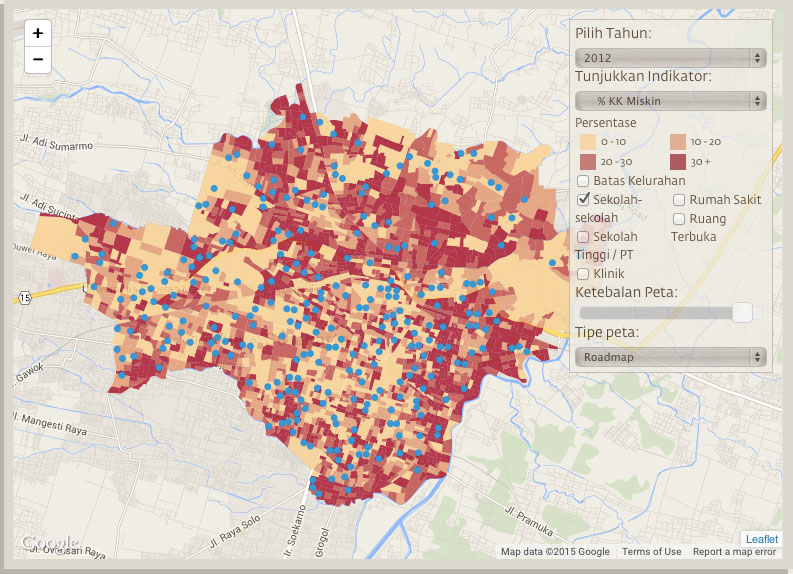 +
−
Pilih Tahun:
2012
Tunjukkan Indikator:
% KK Miskin
Persentase
0 - 10
10 - 20
20 - 30
30 +
Batas Kelurahan
Sekolah-
sekolah
Rumah Sakit
Ruang
Terbuka
Sekolah
Tinggi / PT
Klinik
Ketebalan Peta:
Tipe peta:
Roadmap
Jl. Adi Sumarmo
Jl. Adi Sucipto
Raya
15
Gawok
Jl. Mangesti Raya
Jl. Raya Solo
Ir. Soekarno
Grogol
Jl. Pramuka
Road
Google
Raya
Leaflet
Map data ©2015 Google
Terms of Use
Report a map error